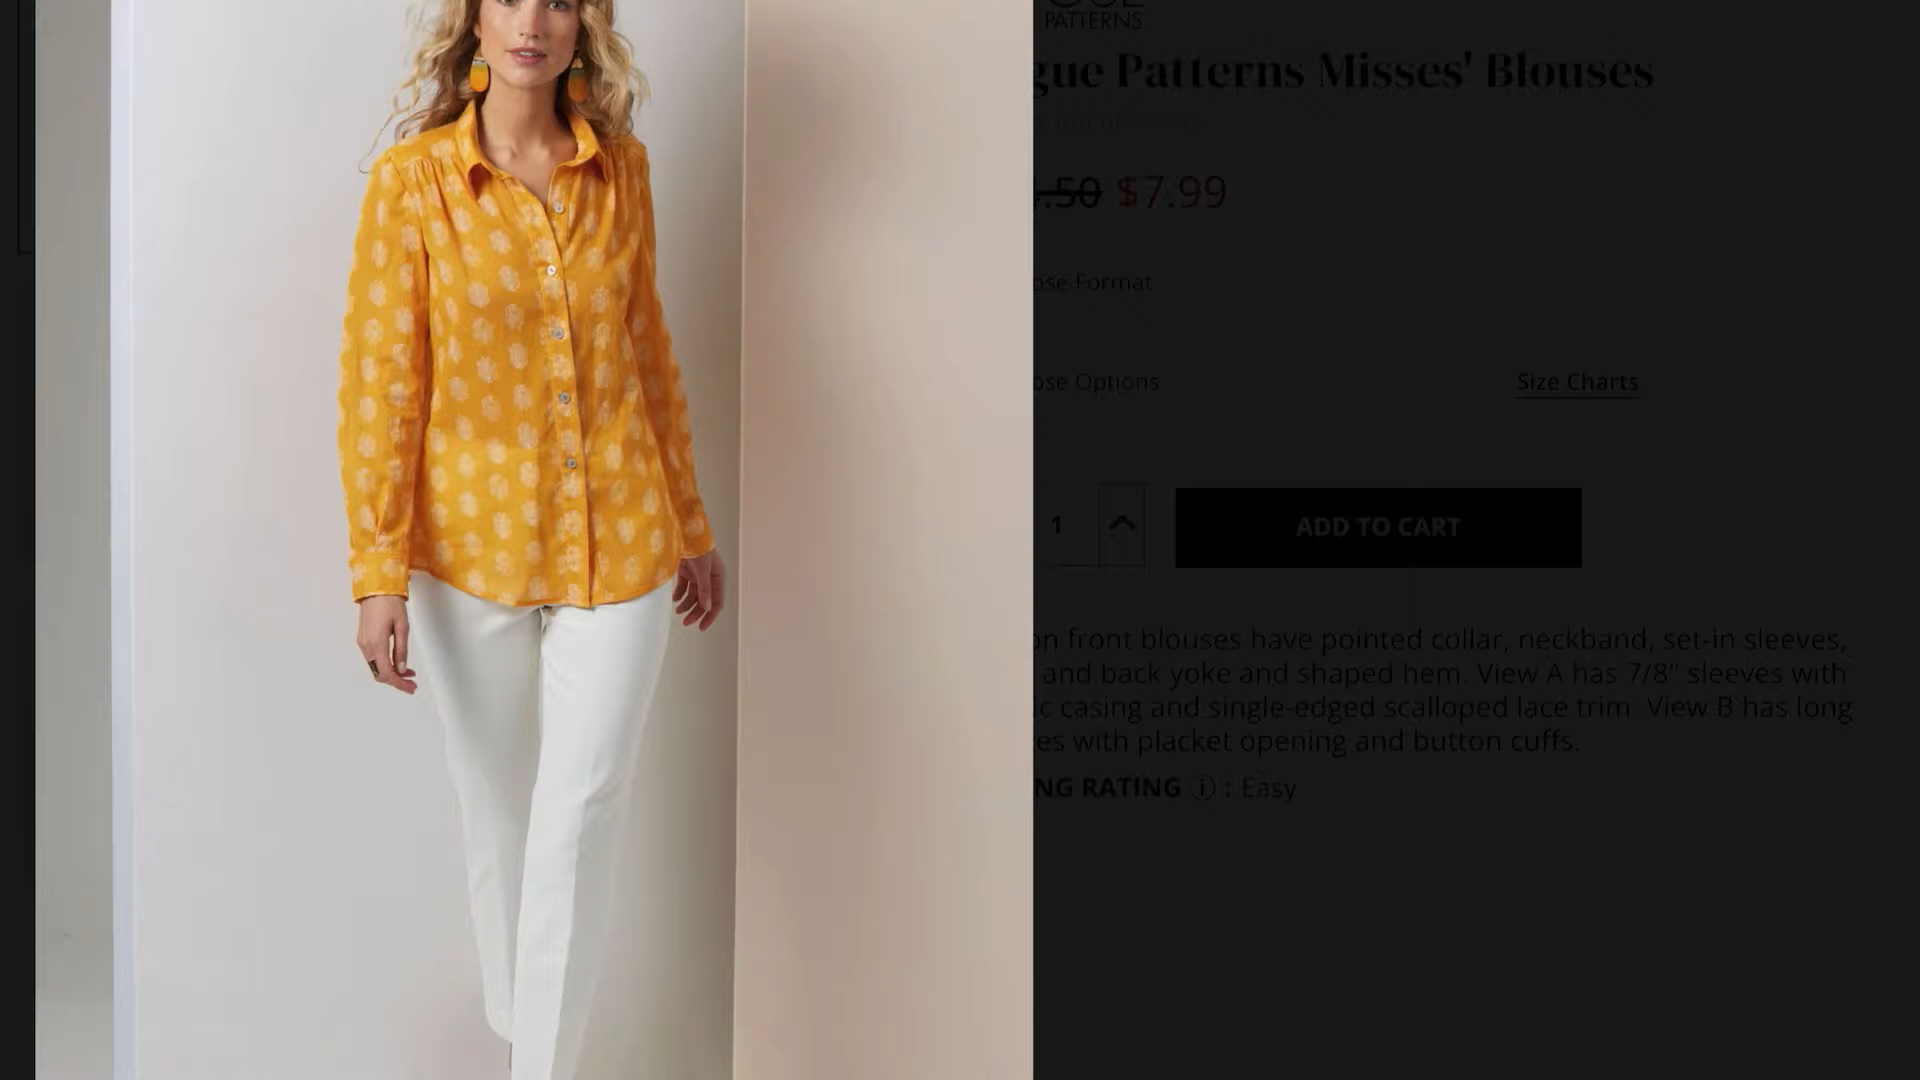 PATTERNS
gue Patterns Misses' Blouses
.50 $7.99
ose Format
ose Options
Size Charts
1
ADD TO CART
on front blouses have pointed collar, neckband, set-in sleeves,
and back yoke and shaped hem. View A has 7/8" sleeves with
ic casing and single-edged scalloped lace trim. View B has long
es with placket opening and button cuffs.
NG RATING ⓘ : Easy